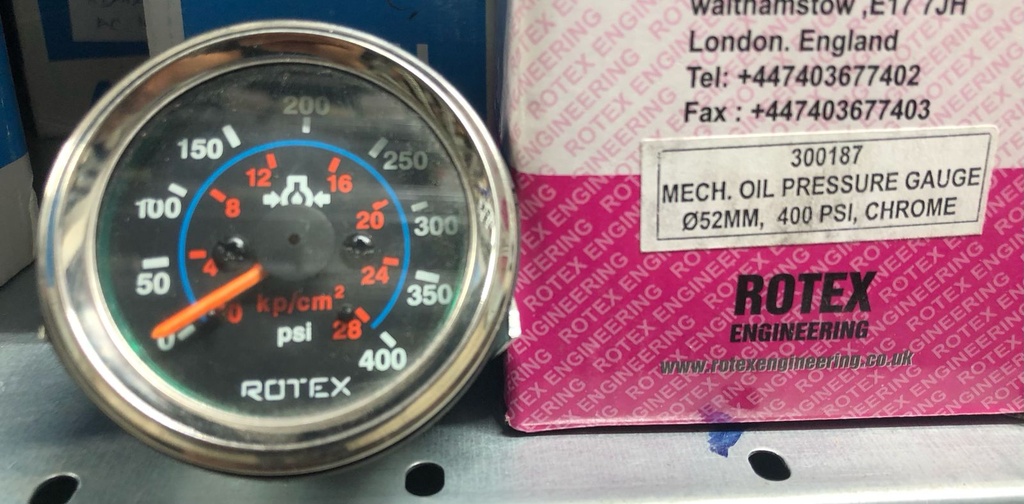 200
150
250
12
16
100
8
20
300
4
24
50
350
0
kp/cm²
0
psi
28
400
ROTEX
Walthamstow ,E17 7JH
London. England
Tel: +447403677402
Fax : +447403677403
300187
MECH. OIL PRESSURE GAUGE
Ø52MM, 400 PSI, CHROME
ROTEX
ENGINEERING
www.rotexengineering.co.uk